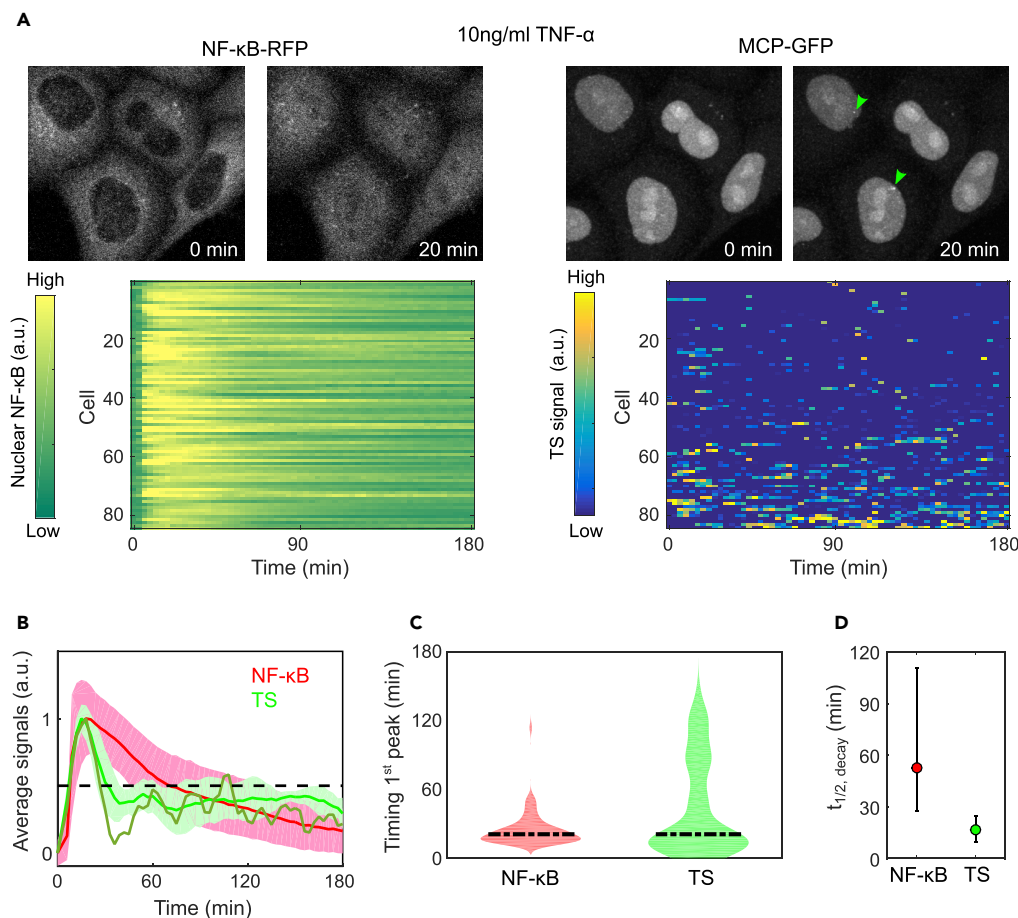 A
10ng/ml TNF-α
NF-κB-RFP
MCP-GFP
0 min
20 min
0 min
20 min
High
Nuclear NF-κB (a.u.)
Low
Cell
20
40
60
80
0
90
180
Time (min)
High
TS signal (a.u.)
Low
Cell
20
40
60
80
0
90
180
Time (min)
B
Average signals (a.u.)
1
0
NF-κB
TS
0
60
120
180
Time (min)
C
Timing 1st peak (min)
180
120
60
0
NF-κB
TS
D
t1/2, decay (min)
120
90
60
30
0
NF-κB
TS